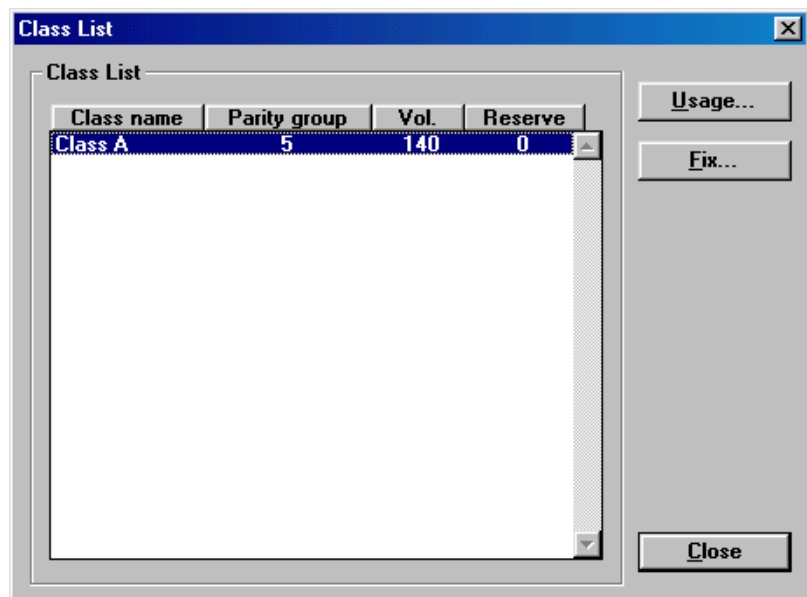 Class List
Class List
Class name Parity group Vol. Reserve
Class A 5 140 0
Usage...
Fix...
Close